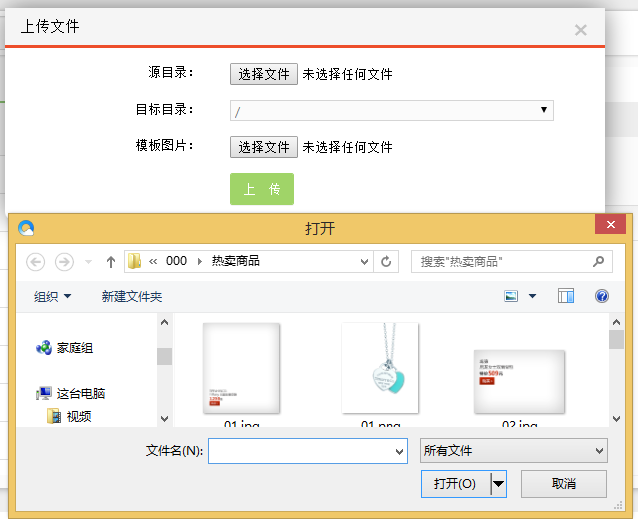 上传文件
源目录： 选择文件 未选择任何文件
目标目录： /
模板图片： 选择文件 未选择任何文件
上 传
打开
« 000 热卖商品
搜索"热卖商品"
组织 新建文件夹
家庭组
这台电脑
视频
509元
01.jpg 01.png 02.jpg
文件名(N): 所有文件
打开(O) 取消